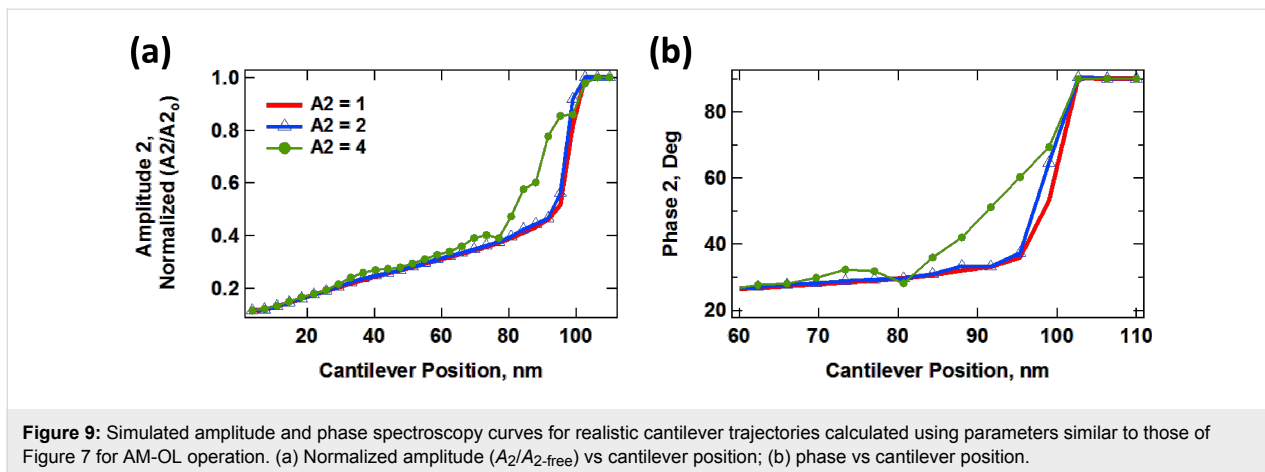 (a)
Amplitude 2,
Normalized (A2/A2o)
1.0
0.8
0.6
0.4
0.2
A2 = 1
A2 = 2
A2 = 4
20
40
60
80
100
Cantilever Position, nm
(b)
Phase 2, Deg
80
60
40
20
60
70
80
90
100
110
Cantilever Position, nm
Figure 9: Simulated amplitude and phase spectroscopy curves for realistic cantilever trajectories calculated using parameters similar to those of
Figure 7 for AM-OL operation. (a) Normalized amplitude (A2/A2-free) vs cantilever position; (b) phase vs cantilever position.